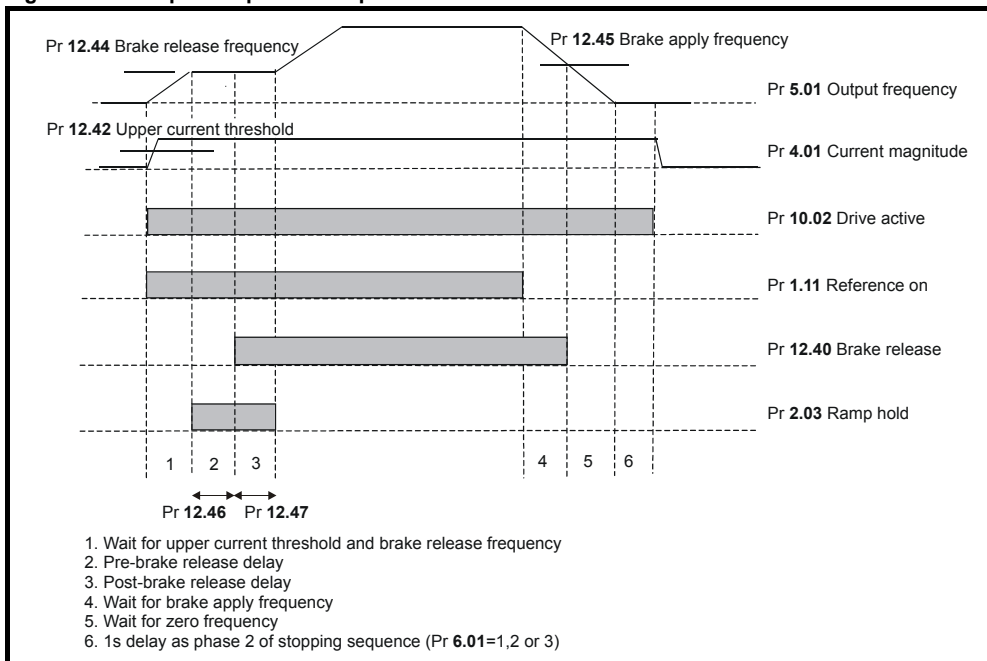 Pr 12.44 Brake release frequency
Pr 12.45 Brake apply frequency
Pr 5.01 Output frequency
Pr 12.42 Upper current threshold
Pr 4.01 Current magnitude
Pr 10.02 Drive active
Pr 1.11 Reference on
Pr 12.40 Brake release
Pr 2.03 Ramp hold
1 2 3 4 5 6
Pr 12.46 Pr 12.47
1. Wait for upper current threshold and brake release frequency
2. Pre-brake release delay
3. Post-brake release delay
4. Wait for brake apply frequency
5. Wait for zero frequency
6. 1s delay as phase 2 of stopping sequence (Pr 6.01=1,2 or 3)